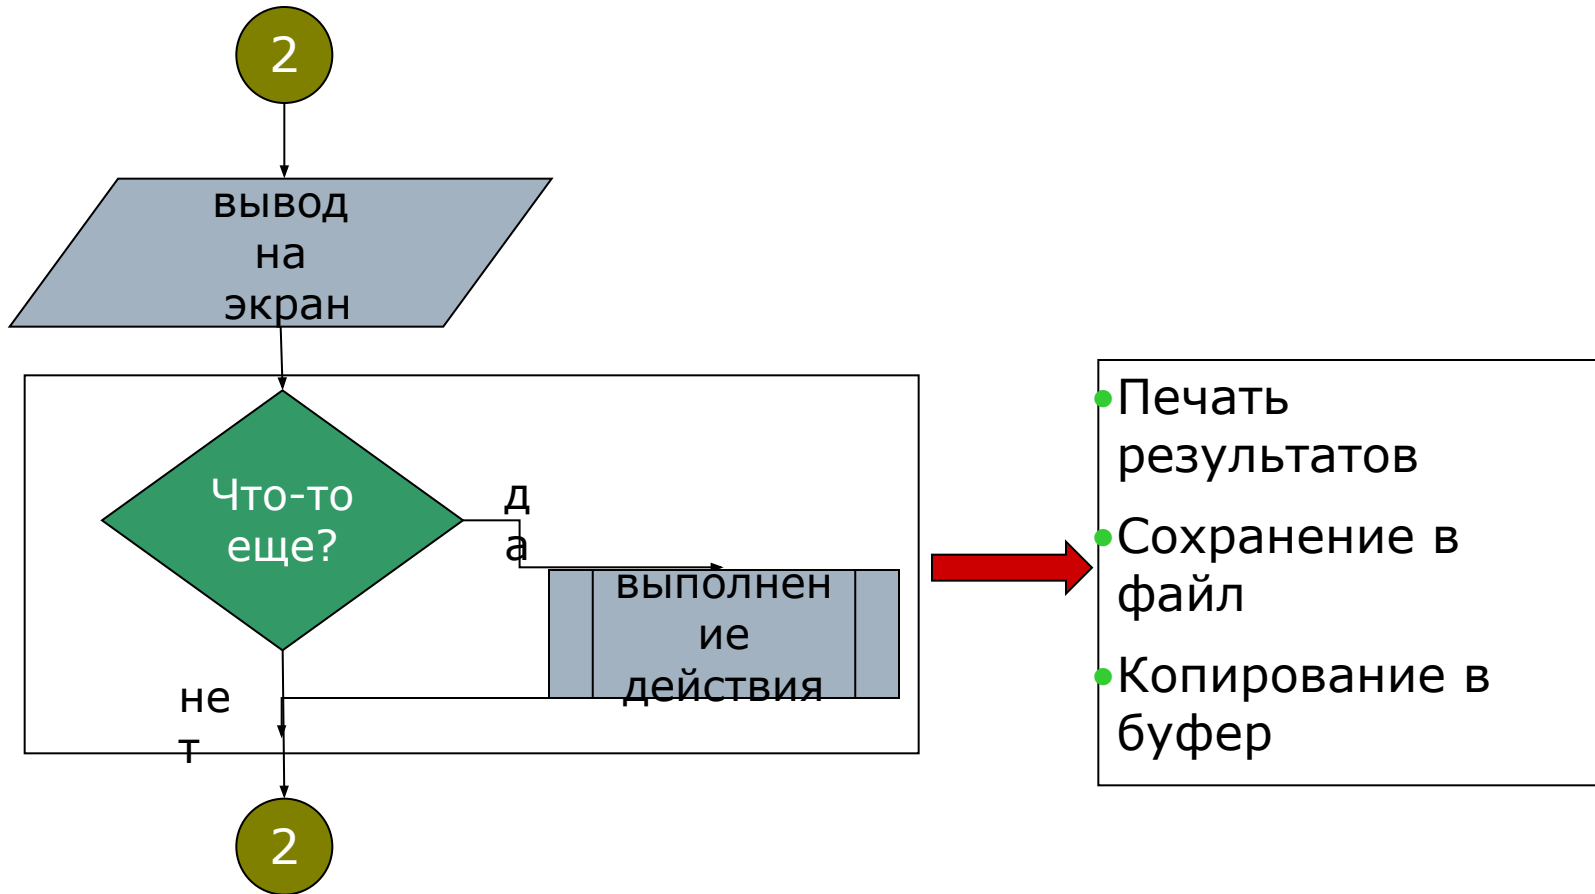 2
вывод
на
экран
Что-то
еще?
д
а
выполнен
ие
действия
не
т
2
Печать
результатов
Сохранение в
файл
Копирование в
буфер